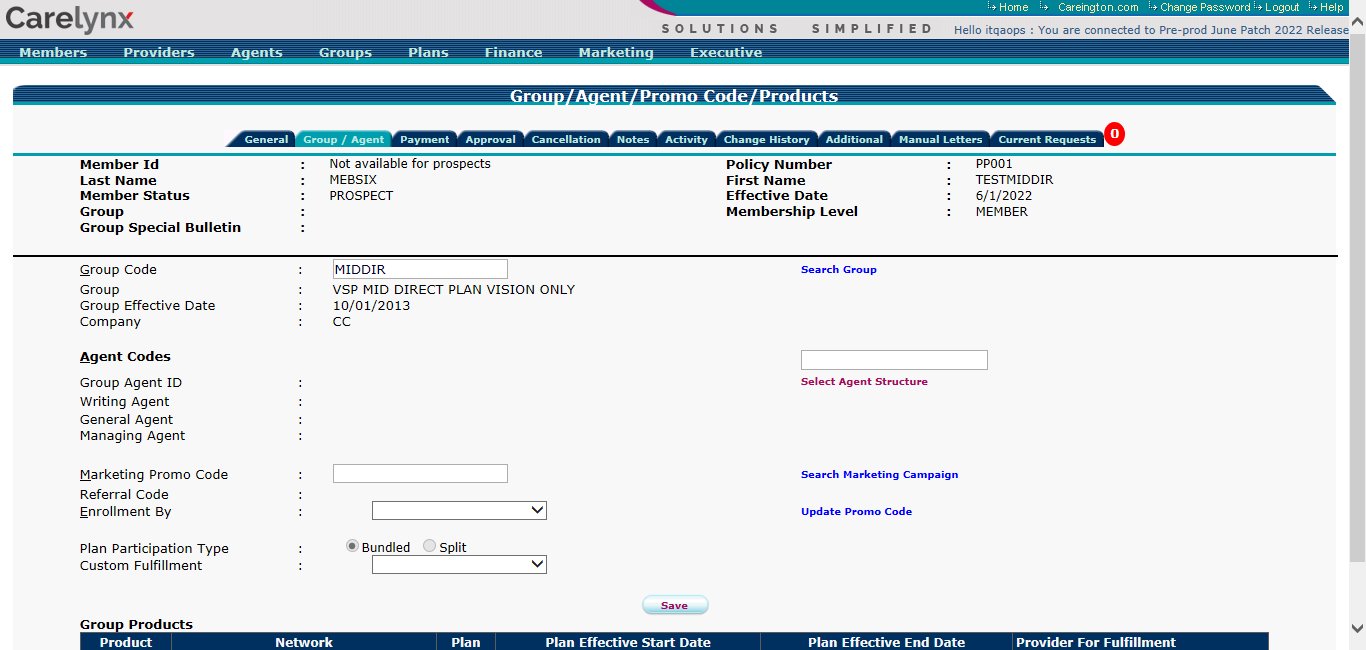 Carelynx
Home Careington.com Change Password Logout Help
SOLUTIONS SIMPLIFIED
Hello itqaops : You are connected to Pre-prod June Patch 2022 Release
Members Providers Agents Groups Plans Finance Marketing Executive
Group/Agent/Promo Code/Products
General Group / Agent Payment Approval Cancellation Notes Activity Change History Additional Manual Letters Current Requests 0
Member Id : Not available for prospects Policy Number : PP001
Last Name : MEBSIX First Name : TESTMIDDIR
Member Status : PROSPECT Effective Date : 6/1/2022
Group : Membership Level : MEMBER
Group Special Bulletin :
Group Code : MIDDIR Search Group
Group : VSP MID DIRECT PLAN VISION ONLY
Group Effective Date : 10/01/2013
Company : CC
Agent Codes
Group Agent ID : Select Agent Structure
Writing Agent :
General Agent :
Managing Agent :
Marketing Promo Code : Search Marketing Campaign
Referral Code :
Enrollment By : Update Promo Code
Plan Participation Type : Bundled Split
Custom Fulfillment :
Save
Group Products
Product Network Plan Plan Effective Start Date Plan Effective End Date Provider For Fulfillment